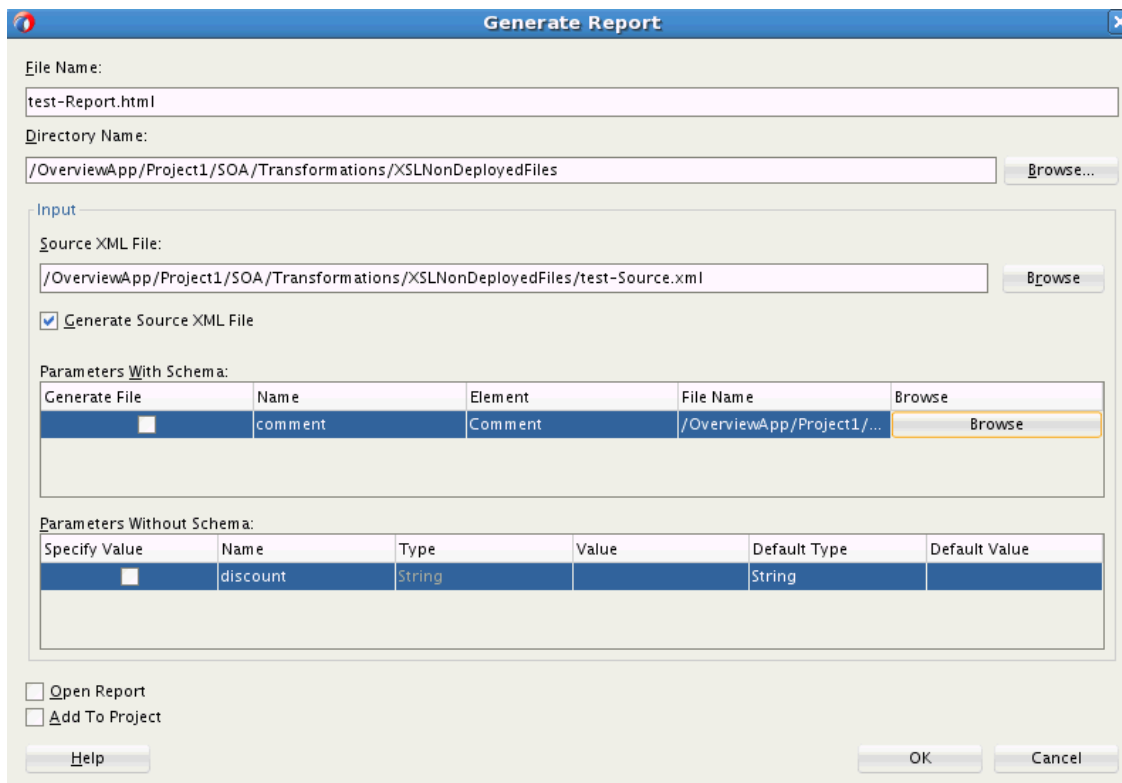 Generate Report
File Name:
test-Report.html
Directory Name:
/OverviewApp/Project1/SOA/Transformations/XSLNonDeployedFiles
Browse...
Input
Source XML File:
/OverviewApp/Project1/SOA/Transformations/XSLNonDeployedFiles/test-Source.xml
Browse
Generate Source XML File
Parameters With Schema:
Generate File Name Element File Name Browse
comment Comment /OverviewApp/Project1/... Browse
Parameters Without Schema:
Specify Value Name Type Value Default Type Default Value
discount String String
Open Report
Add To Project
Help OK Cancel